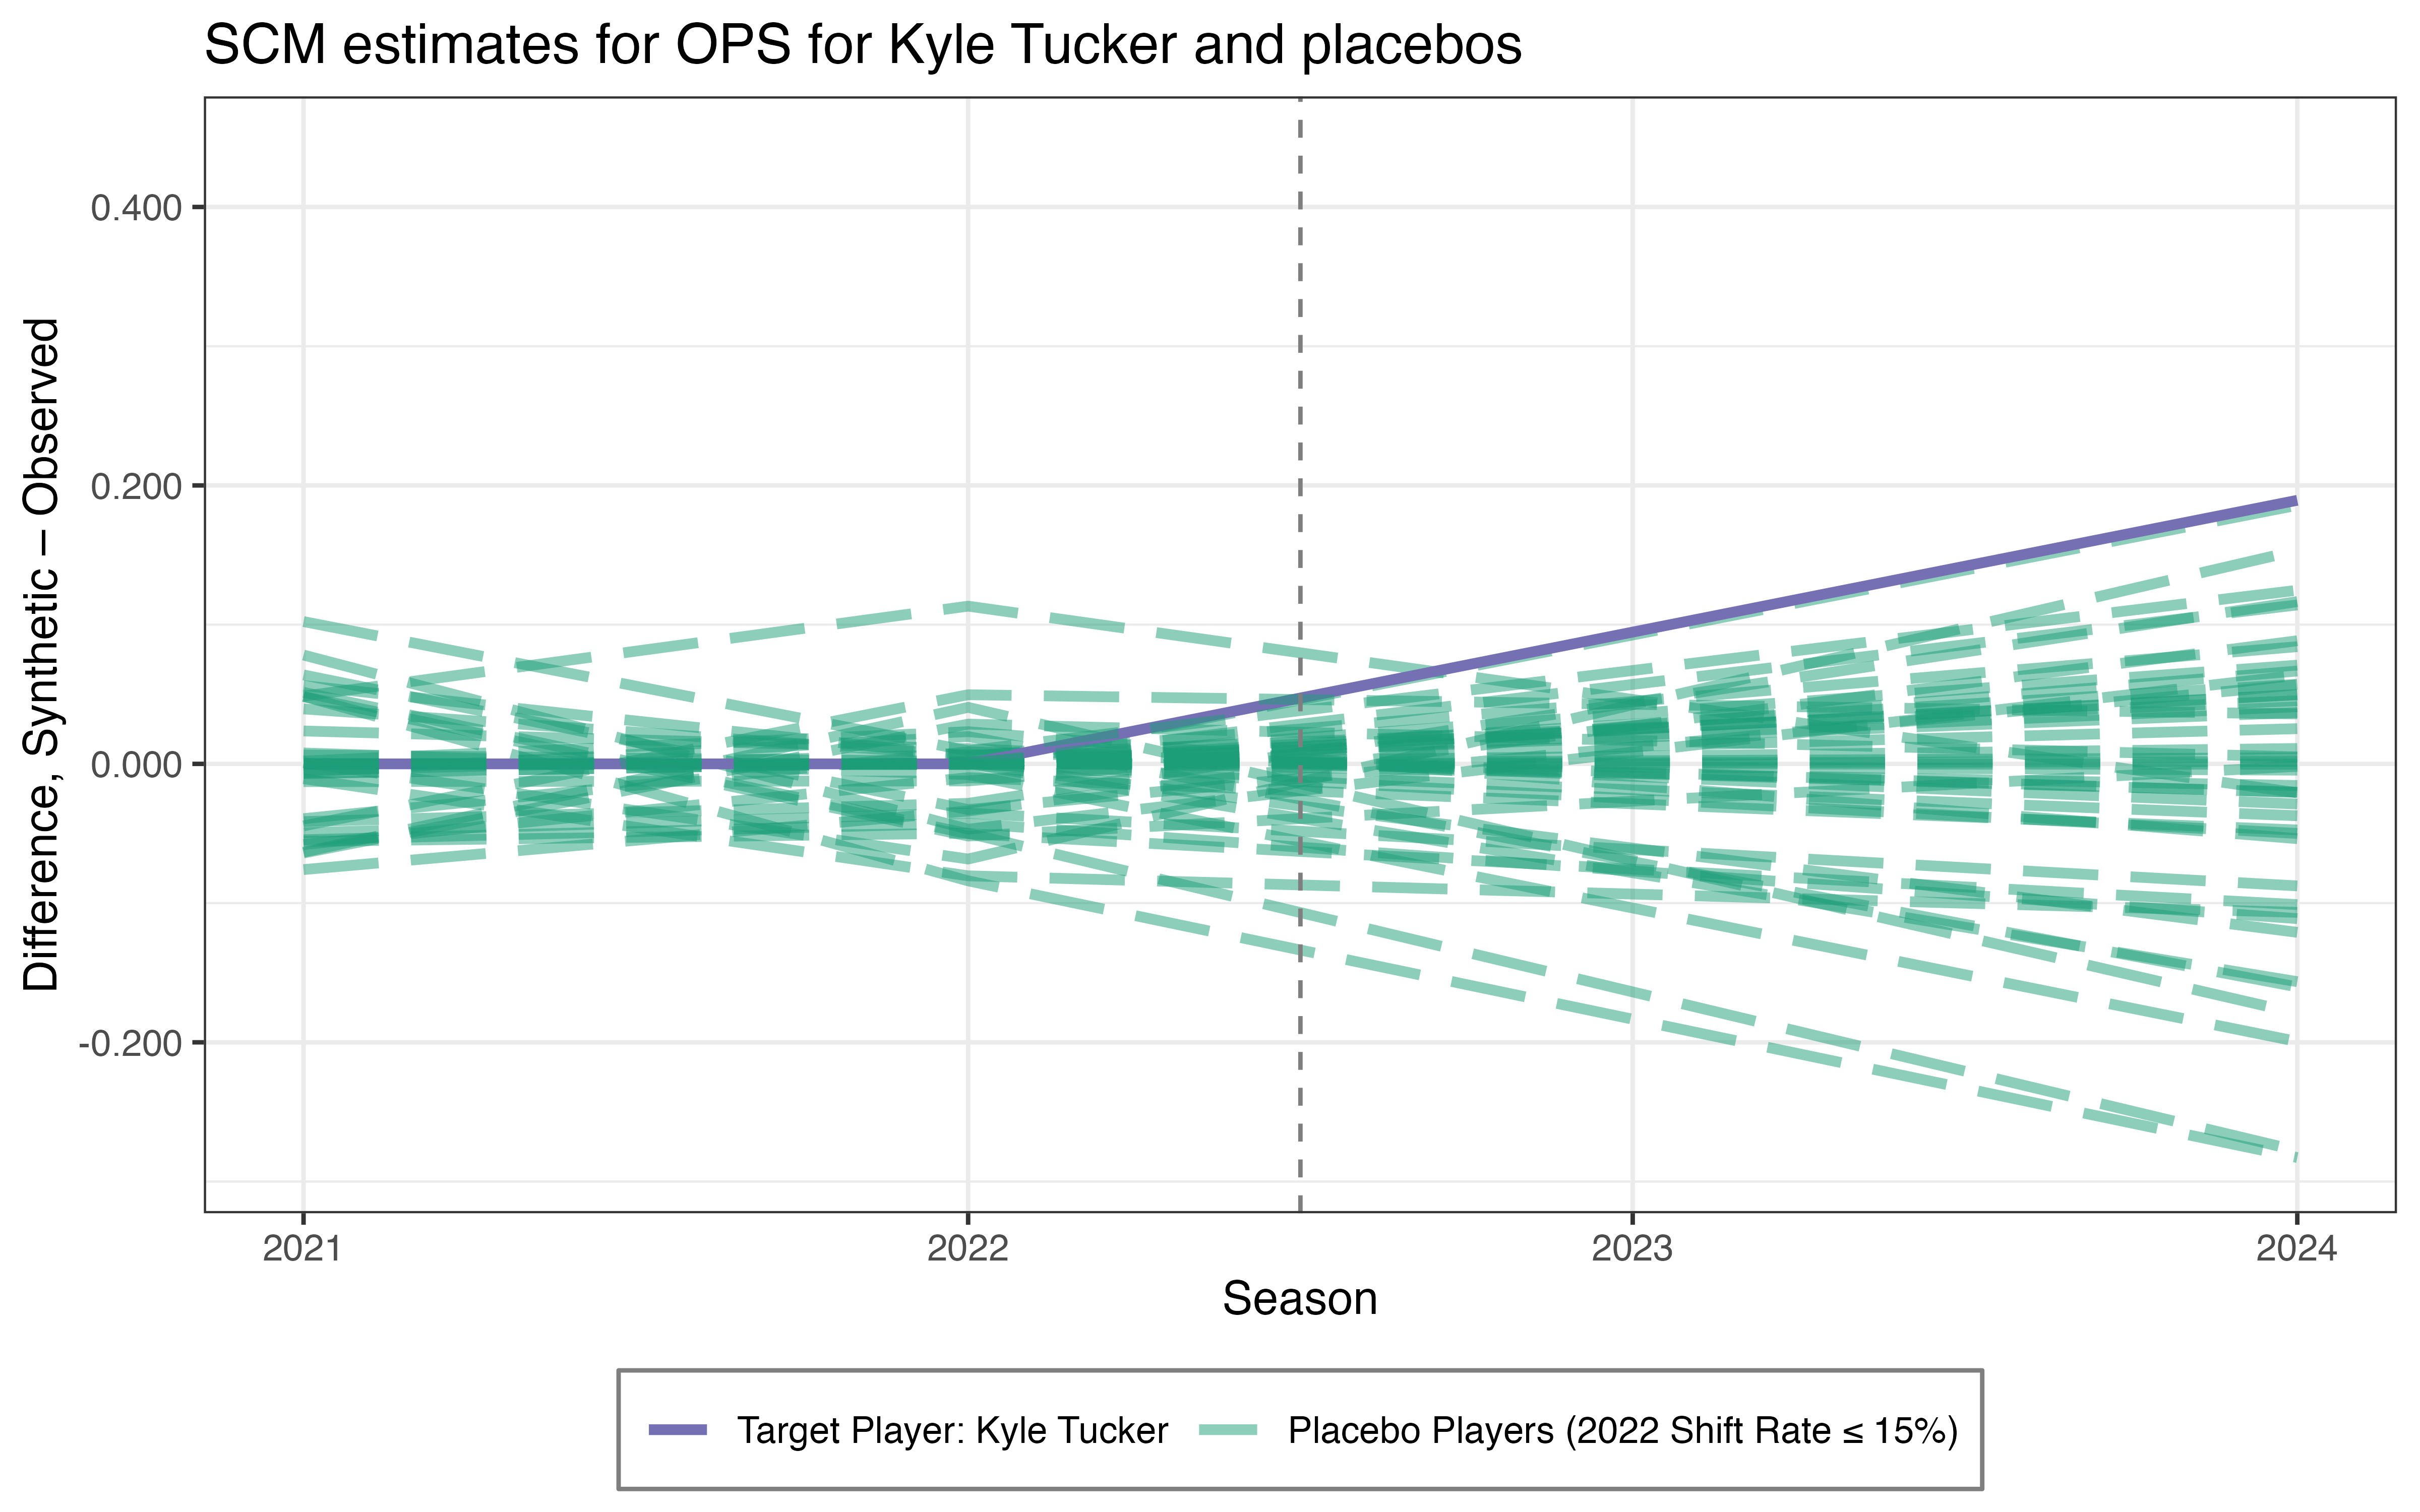 SCM estimates for OPS for Kyle Tucker and placebos
Difference, Synthetic − Observed
0.400
0.200
0.000
-0.200
2021 2022 2023 2024
Season
Target Player: Kyle Tucker Placebo Players (2022 Shift Rate ≤ 15%)